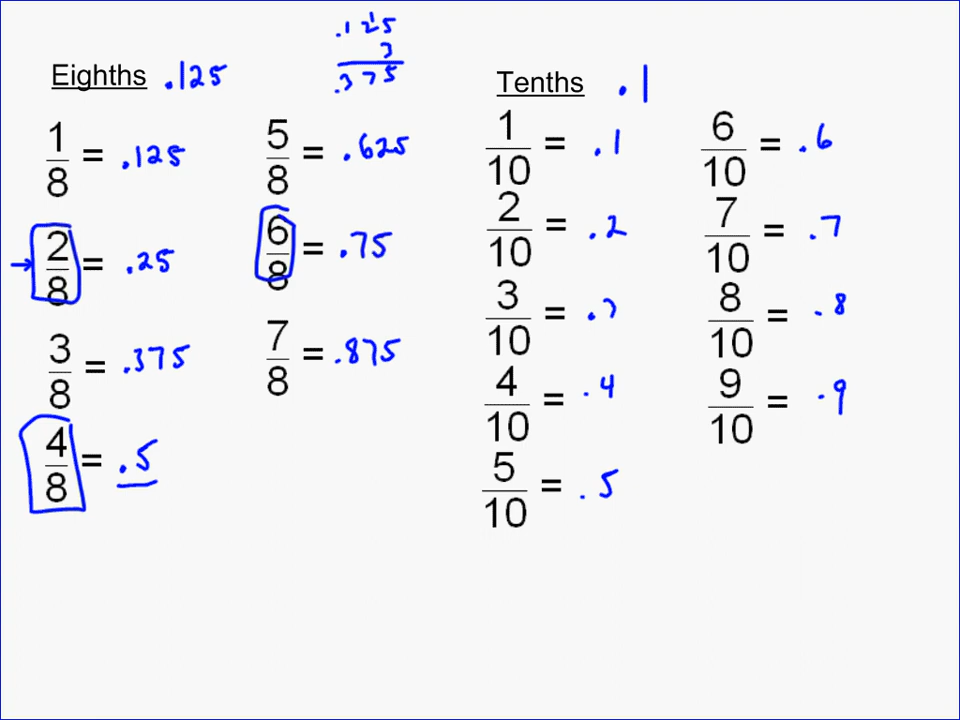 Eighths .125
.125
3
.375
1/8 = .125
2/8 = .25
3/8 = .375
4/8 = .5
5/8 = .625
6/8 = .75
7/8 = .875
Tenths .1
1/10 = .1
2/10 = .2
3/10 =
4/10 = .4
5/10 = .5
6/10 = .6
7/10 = .7
8/10 = .8
9/10 = .9